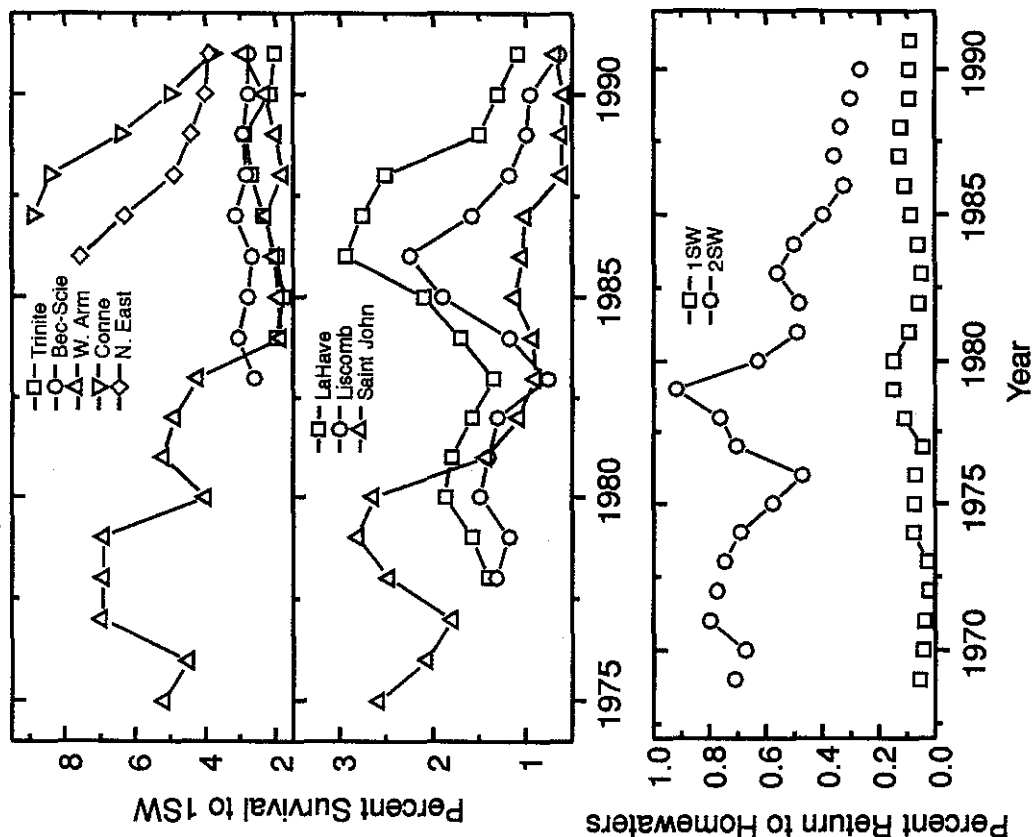 Trinite
Bec-Scie
W. Arm
Conne
N. East
8
6
4
2
LaHave
Liscomb
Saint John
3
2
1
Percent Survival to 1SW
1975
1980
1985
1990
1SW
2SW
1.0
0.8
0.6
0.4
0.2
0.0
Percent Return to Homewaters
1970
1975
1980
1985
1990
Year